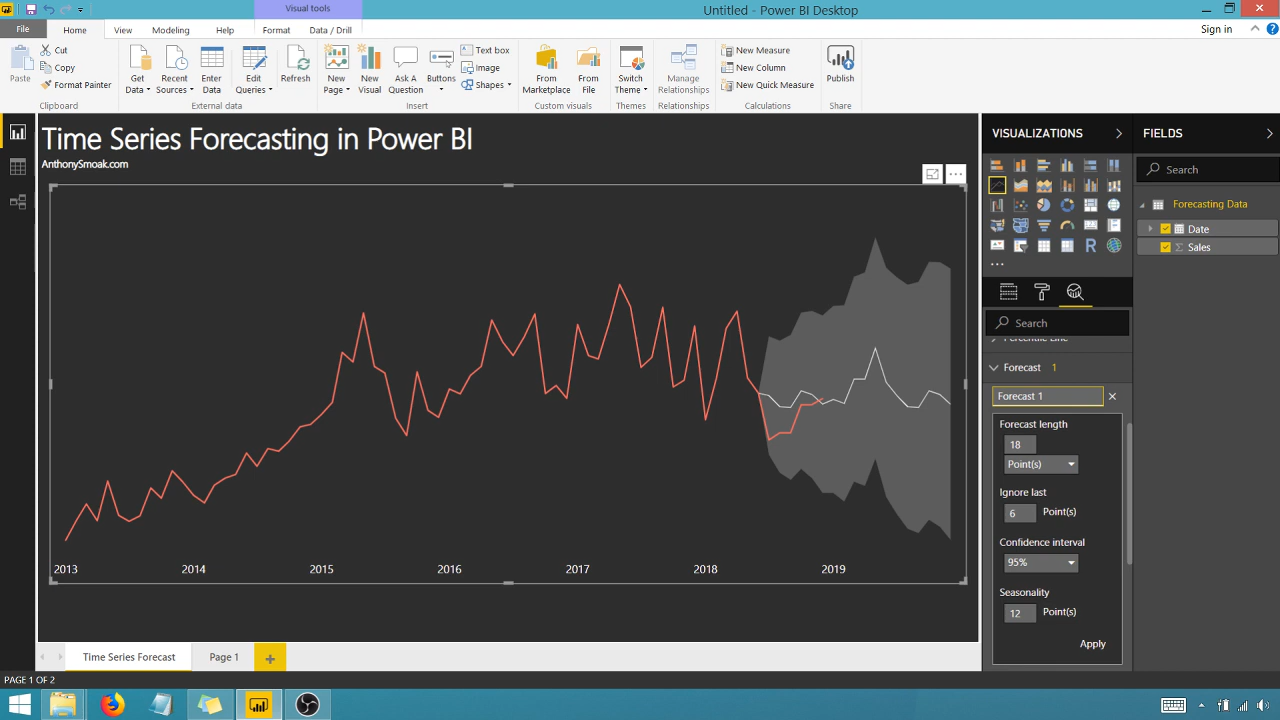 Visual tools
Untitled - Power BI Desktop
File
Home
View
Modeling
Help
Format
Data / Drill
Sign in
Paste
Cut
Copy
Format Painter
Clipboard
Get Data
Recent Sources
Enter Data
Edit Queries
Refresh
External data
New Page
New Visual
Ask A Question
Buttons
Text box
Image
Shapes
Insert
From Marketplace
From File
Custom visuals
Switch Theme
Themes
Manage Relationships
Relationships
New Measure
New Column
New Quick Measure
Calculations
Publish
Share
Time Series Forecasting in Power BI
AnthonySmoak.com
2013 2014 2015 2016 2017 2018 2019
VISUALIZATIONS
R
Search
Percentile Line
Forecast 1
Forecast 1
Forecast length
18
Point(s)
Ignore last
6 Point(s)
Confidence interval
95%
Seasonality
12 Point(s)
Apply
FIELDS
Search
Forecasting Data
Date
Σ Sales
Time Series Forecast
Page 1
PAGE 1 OF 2